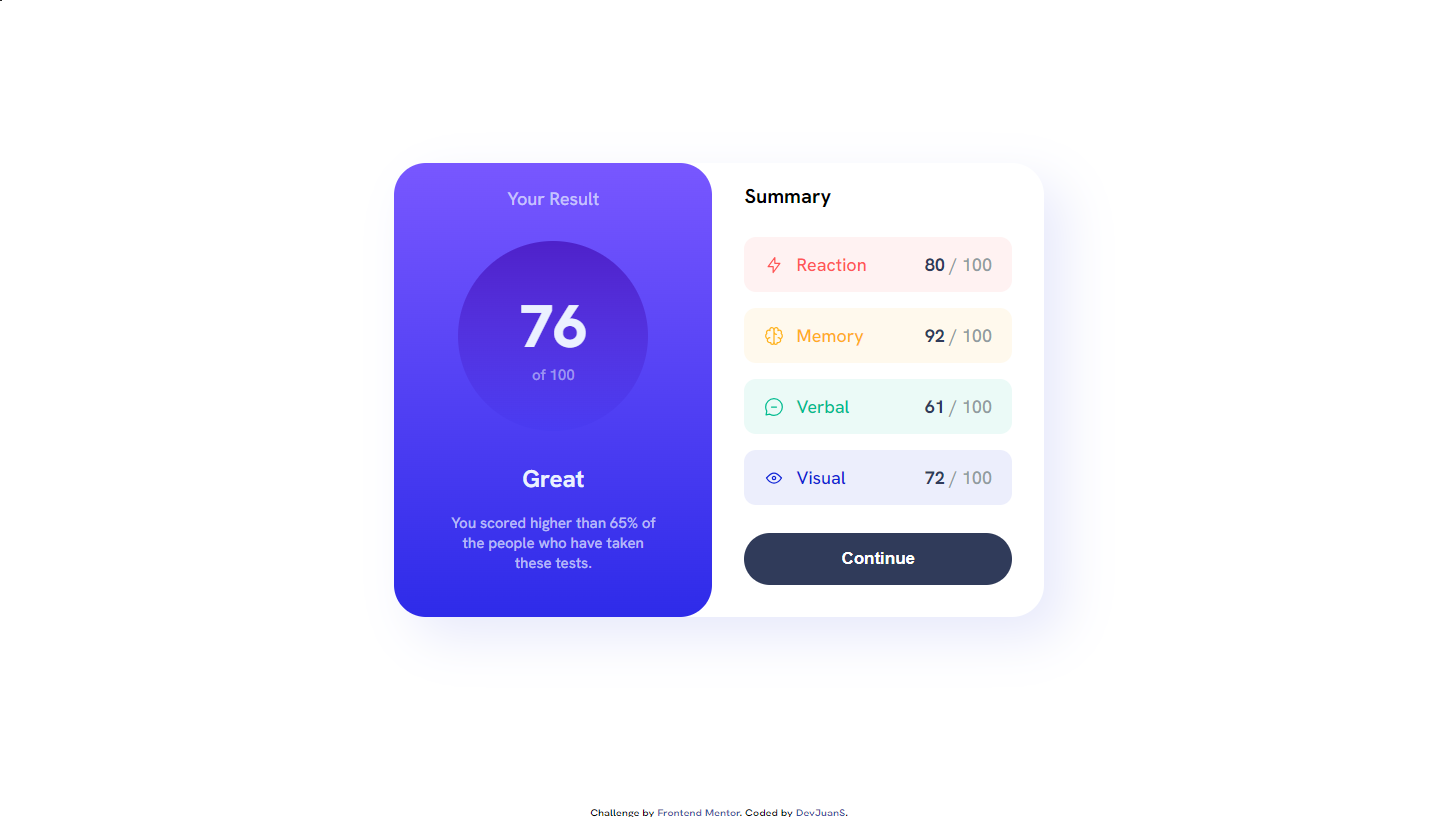 Your Result
76
of 100
Great
You scored higher than 65% of
the people who have taken
these tests.
Summary
Reaction 80 / 100
Memory 92 / 100
Verbal 61 / 100
Visual 72 / 100
Continue
Challenge by Frontend Mentor. Coded by DevJuanS.